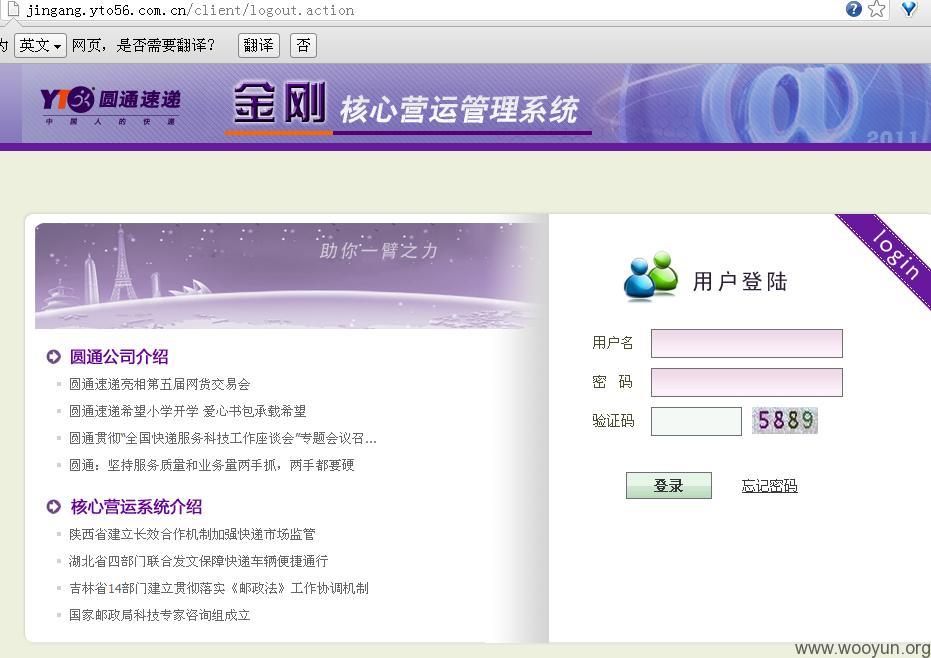 jingang.yto56.com.cn/client/logout.action
为 英文 网页，是否需要翻译？ 翻译 否
YTO 圆通速递
中国人的快递
金刚 核心营运管理系统
2011
助你一臂之力
login
用户登陆
用户名
密 码
验证码 5889
登录 忘记密码
圆通公司介绍
圆通速递亮相第五届网货交易会
圆通速递希望小学开学 爱心书包承载希望
圆通贯彻“全国快递服务科技工作座谈会”专题会议召...
圆通：坚持服务质量和业务量两手抓，两手都要硬
核心营运系统介绍
陕西省建立长效合作机制加强快递市场监管
湖北省四部门联合发文保障快递车辆便捷通行
吉林省14部门建立贯彻落实《邮政法》工作协调机制
国家邮政局科技专家咨询组成立
www.wooyun.org